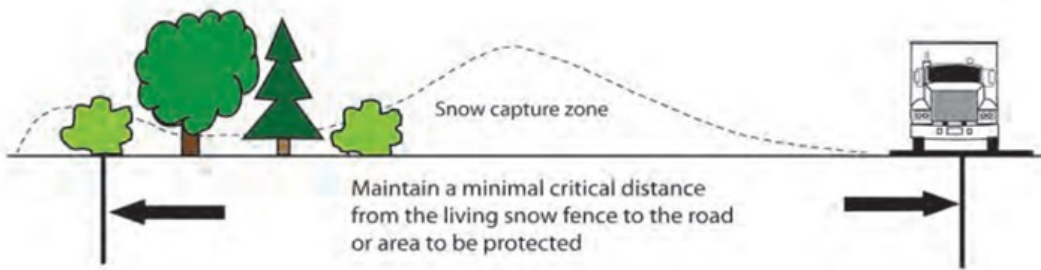 Snow capture zone
Maintain a minimal critical distance
from the living snow fence to the road
or area to be protected